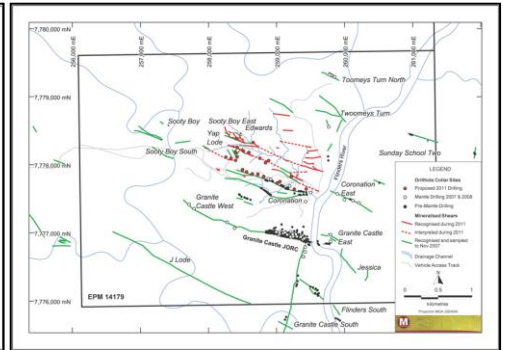 256,000 mE
257,000 mE
258,000 mE
259,000 mE
260,000 mE
261,000 mE
7,780,000 mN
7,779,000 mN
7,778,000 mN
7,777,000 mN
7,776,000 mN
Toomeys Turn North
Twomeys Turn
Sooty Boy
Sooty Boy East
Edwards
Yap
Lode
Sooty Boy South
Sunday School Two
Flinders River
Granite
Castle West
Coronation
Coronation
East
Granite Castle JORC
Granite Castle
East
J Lode
Jessica
Flinders South
Granite Castle South
EPM 14179
LEGEND
Drillhole Collar Sites
Proposed 2011 Drilling
Mantle Drilling 2007 & 2008
Pre-Mantle Drilling
Mineralised Shears
Recognised during 2011
Interpreted during 2011
Recognised and sampled
to Nov 2007
Drainage Channel
Vehicle Access Track
N
0
0.5
1
kilometres
M